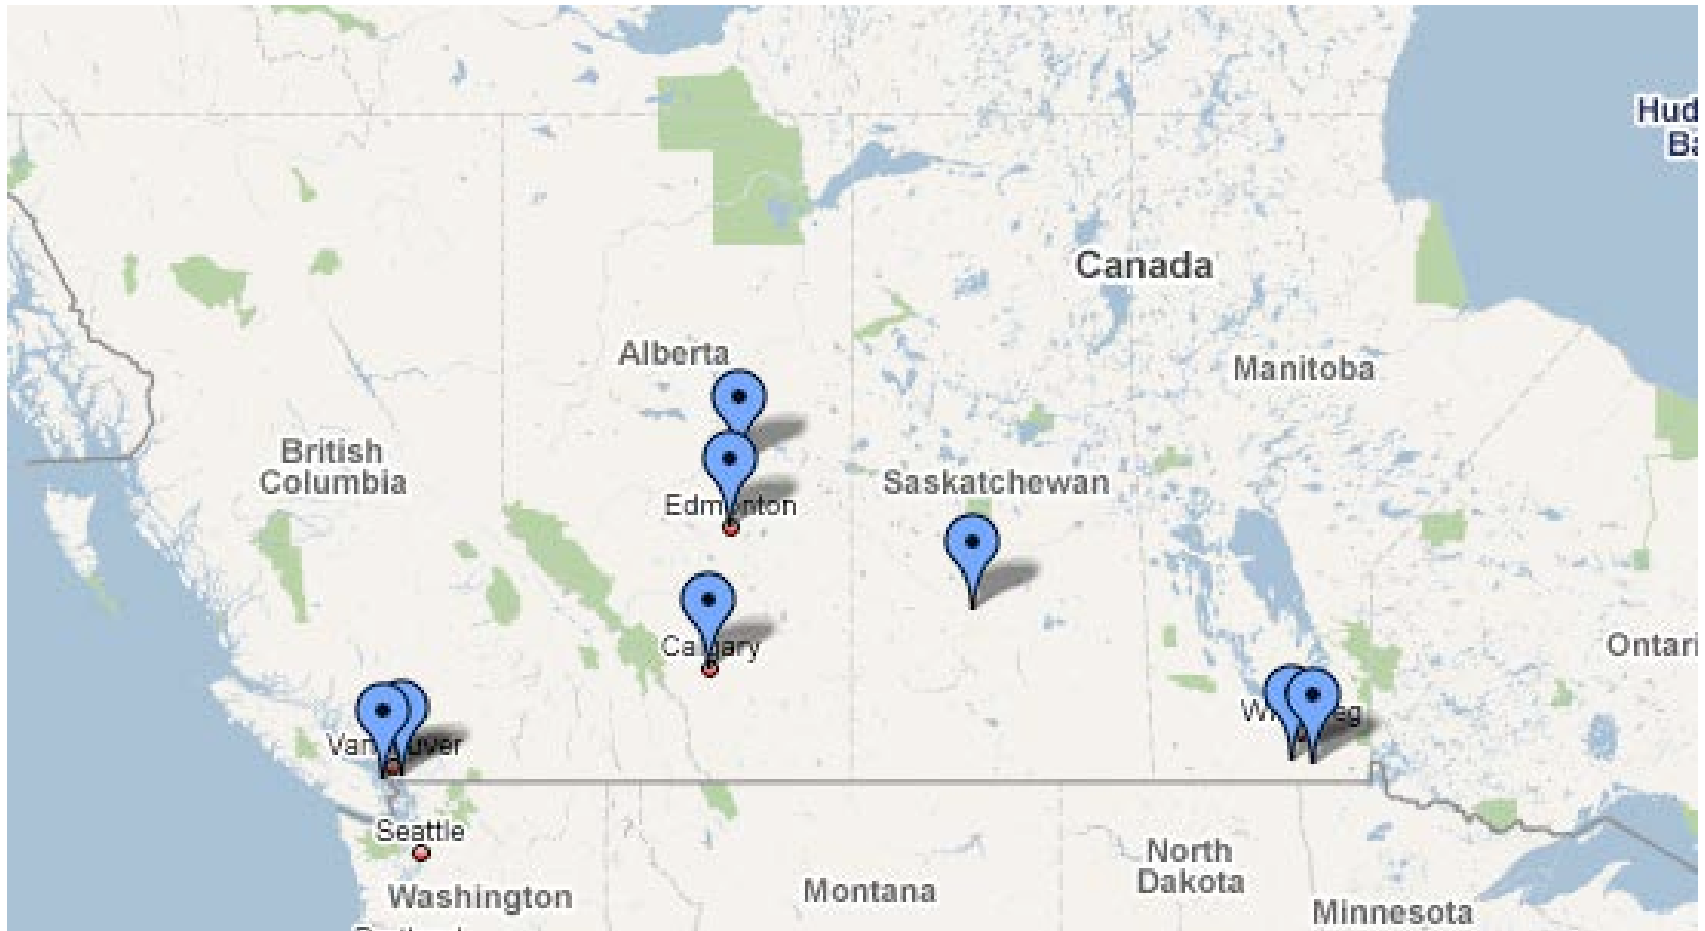 Hud
Ba
Canada
Alberta
Manitoba
British
Columbia
Saskatchewan
Ontari
Seattle
Washington
Montana
North
Dakota
Minnesota